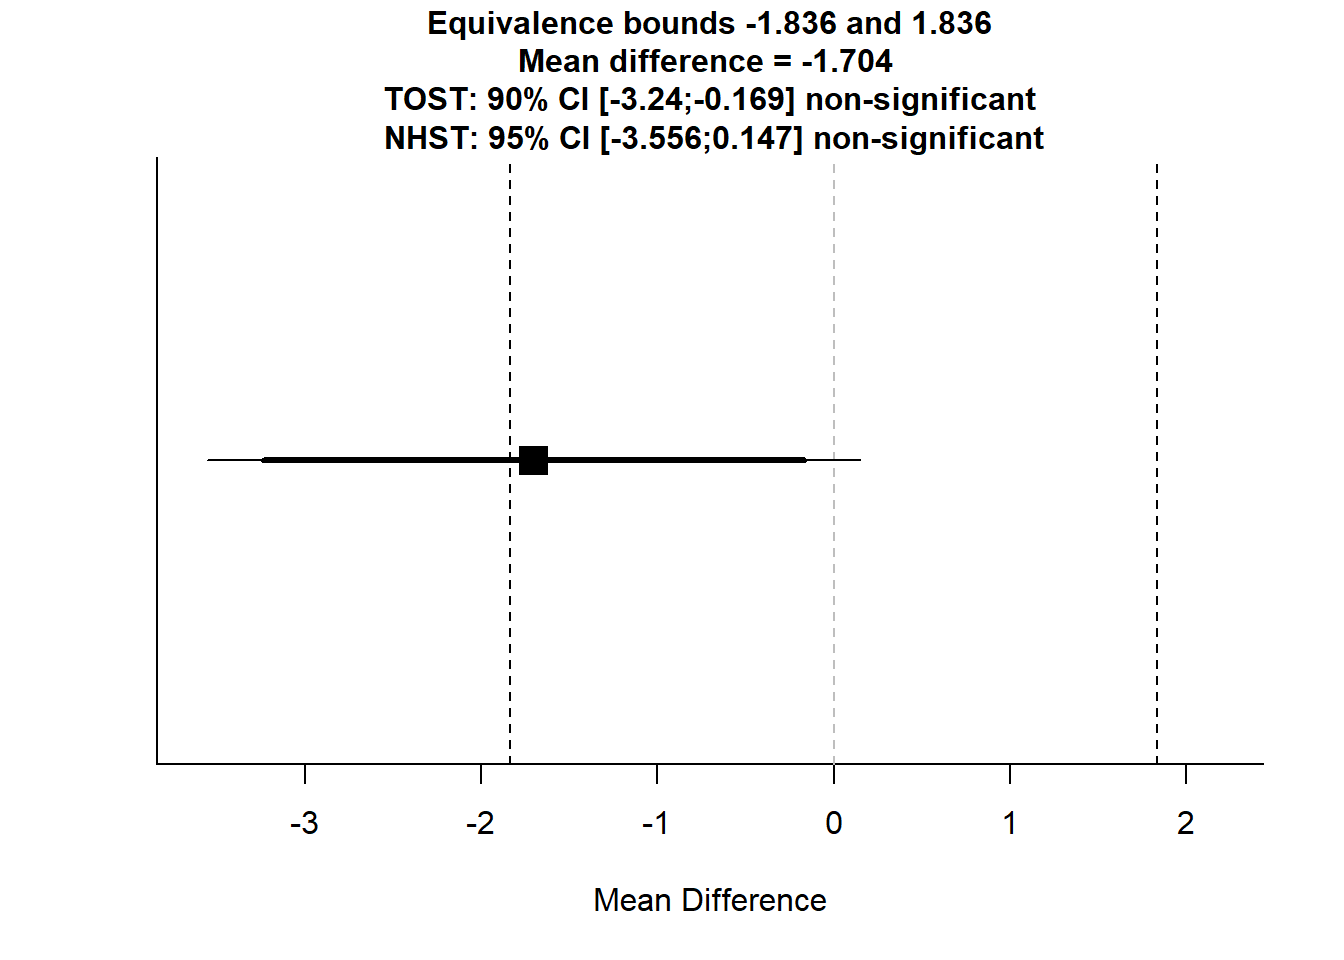 Equivalence bounds -1.836 and 1.836
Mean difference = -1.704
TOST: 90% CI [-3.24;-0.169] non-significant
NHST: 95% CI [-3.556;0.147] non-significant
-3 -2 -1 0 1 2
Mean Difference